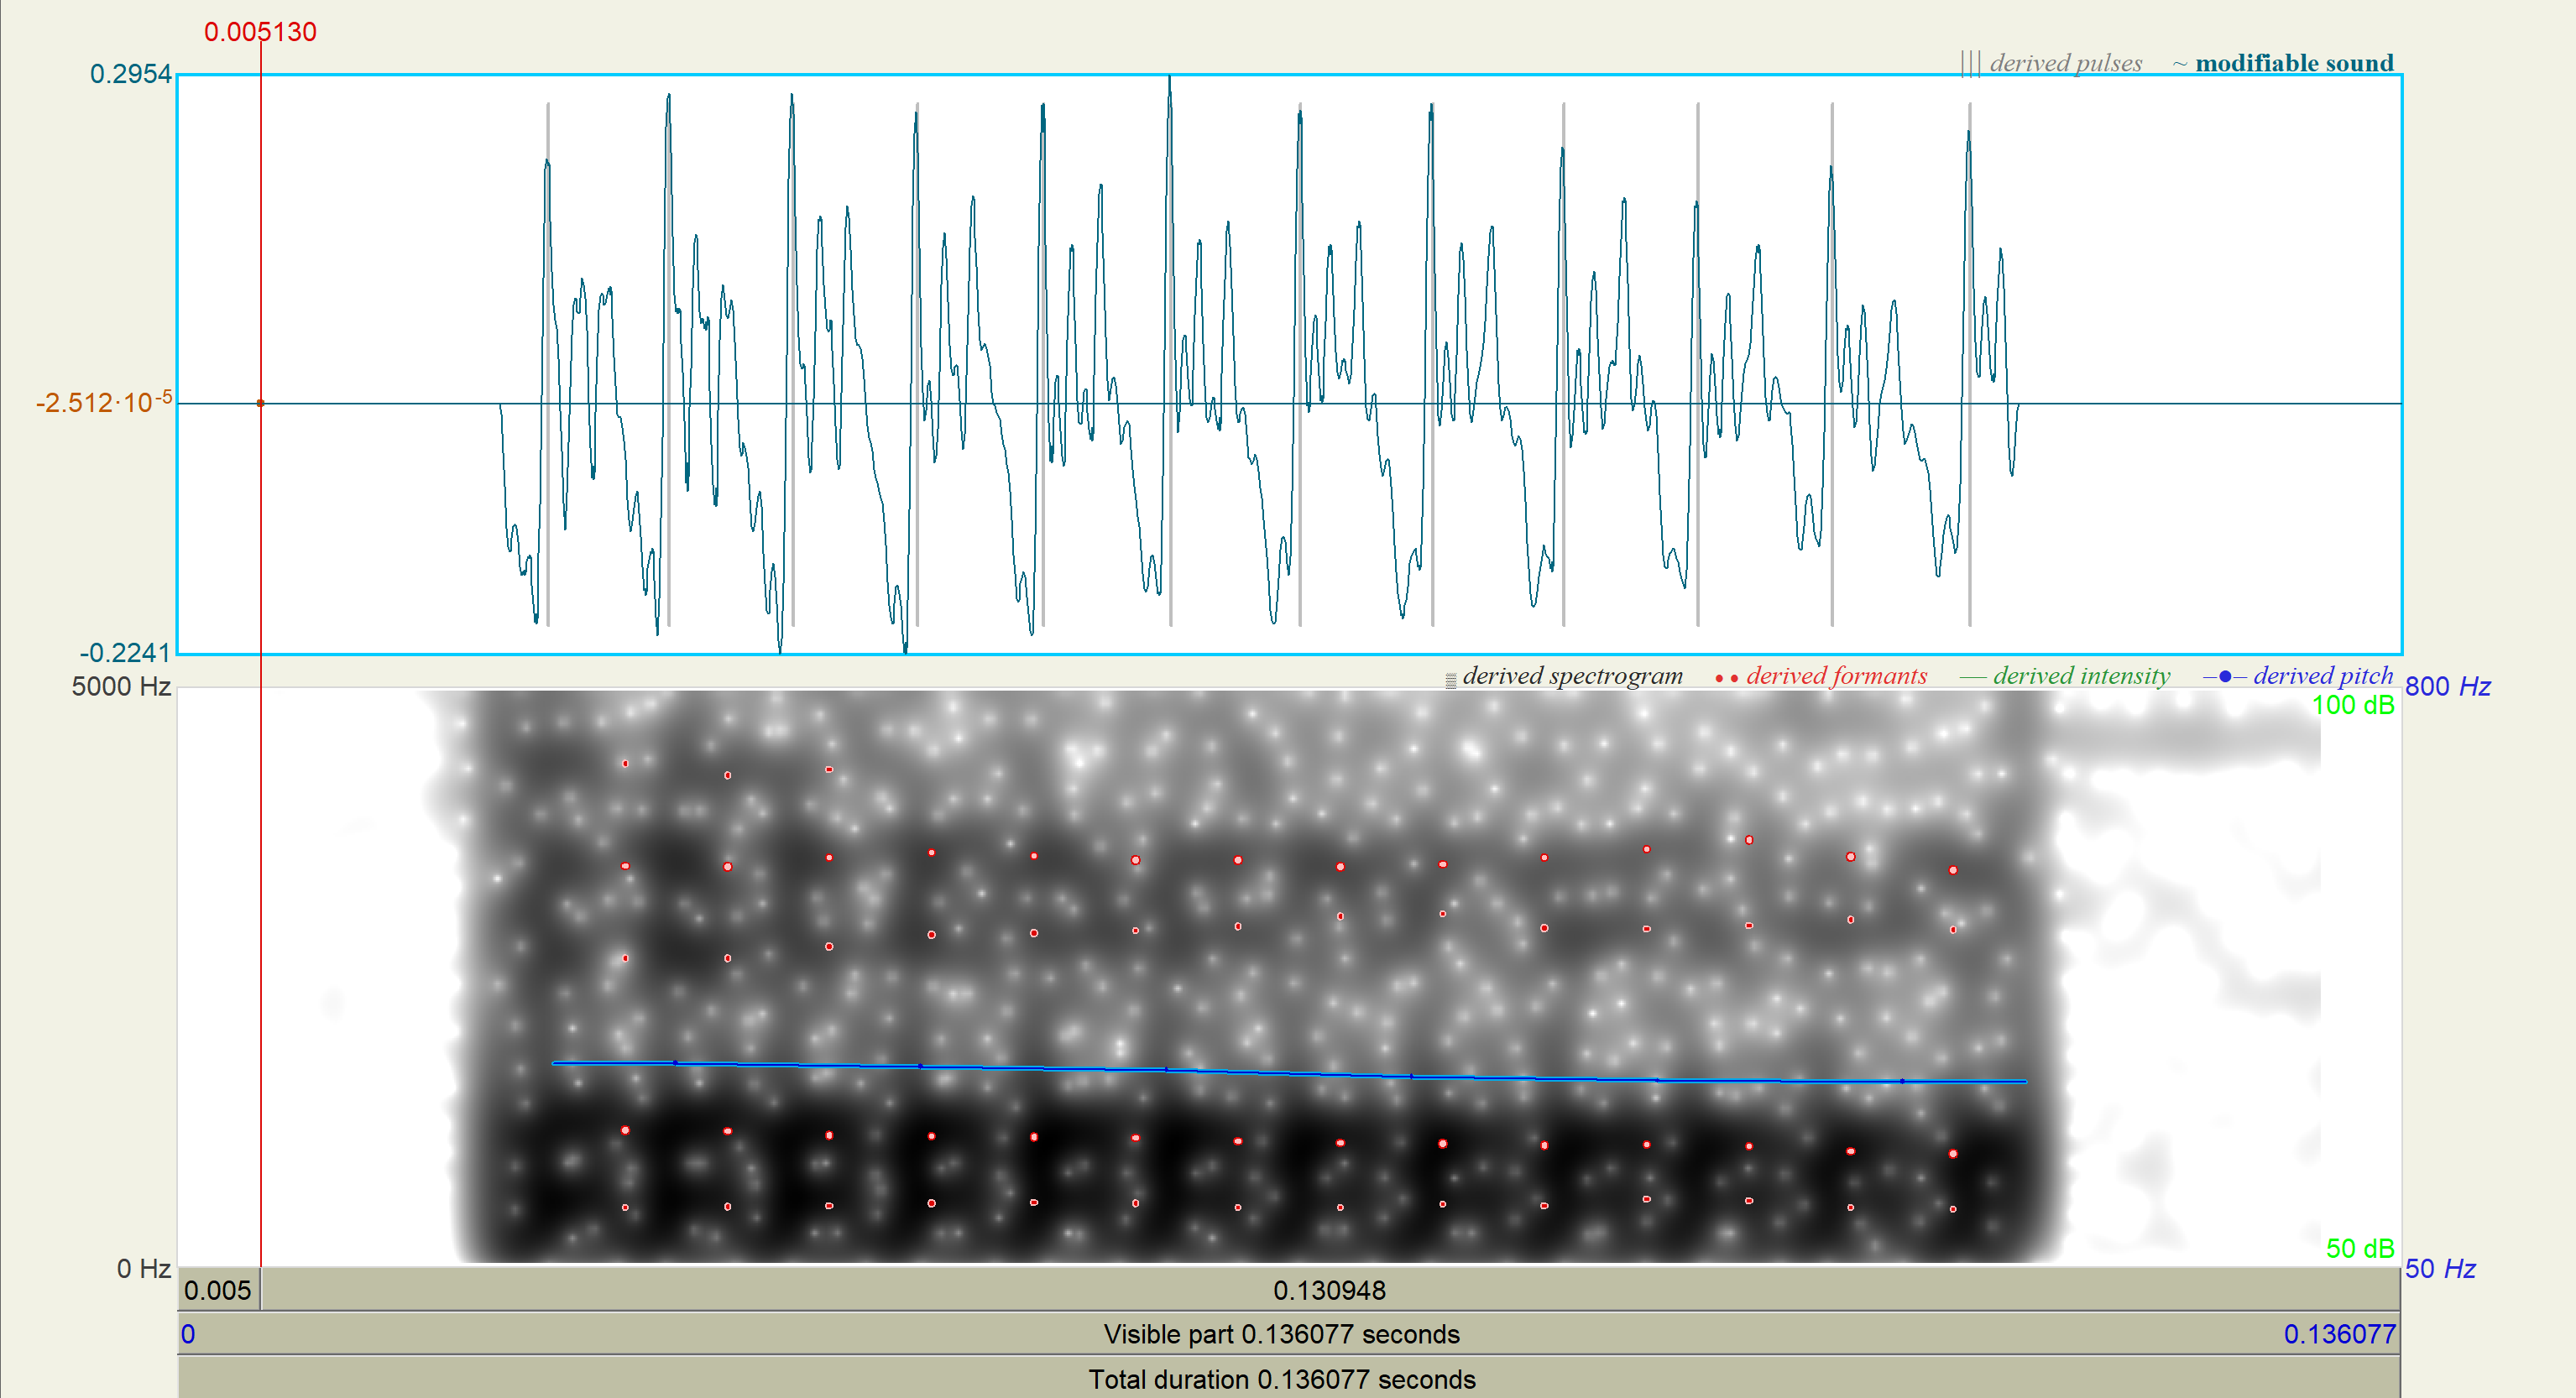 0.005130
0.2954
||| derived pulses ~ modifiable sound
-2.512·10-5
-0.2241
derived spectrogram derived formants derived intensity derived pitch
5000 Hz 800 Hz
100 dB
50 dB
0 Hz 50 Hz
0.005 0.130948
0 Visible part 0.136077 seconds 0.136077
Total duration 0.136077 seconds